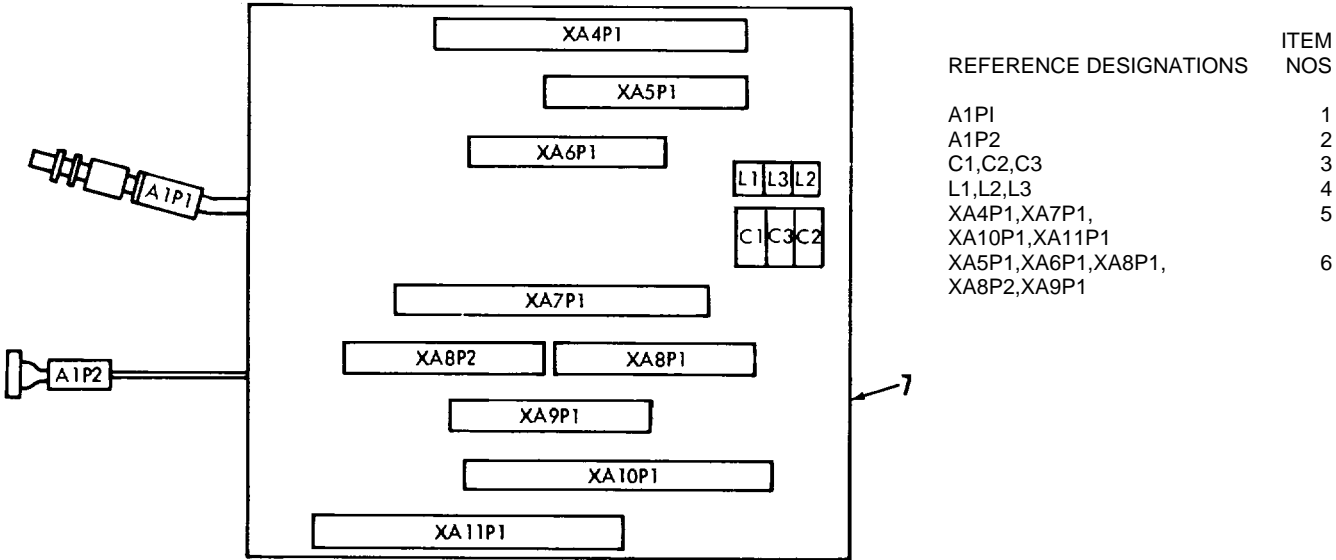 XA4P1
XA5P1
XA6P1
A1P1
L1 L3 L2
C1 C3 C2
XA7P1
XA8P2 XA8P1
A1P2
7
XA9P1
XA10P1
XA11P1
ITEM
REFERENCE DESIGNATIONS NOS
A1PI 1
A1P2 2
C1,C2,C3 3
L1,L2,L3 4
XA4P1,XA7P1, 5
XA10P1,XA11P1
XA5P1,XA6P1,XA8P1, 6
XA8P2,XA9P1